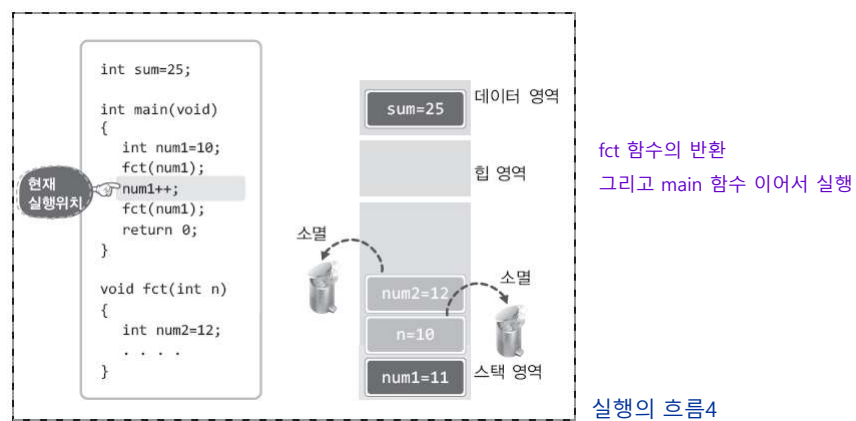 int sum=25;
int main(void)
{
int num1=10;
fct(num1);
num1++;
fct(num1);
return 0;
}
void fct(int n)
{
int num2=12;
. . . .
}
현재
실행위치
sum=25
데이터 영역
힙 영역
소멸
소멸
num2=12
n=10
num1=11
스택 영역
fct 함수의 반환
그리고 main 함수 이어서 실행
실행의 흐름4